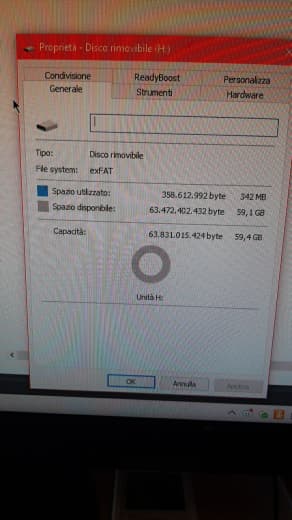 Proprietà - Disco rimovibile (H:)
Condivisione ReadyBoost Personalizza
Generale Strumenti Hardware
Tipo: Disco rimovibile
File system: exFAT
Spazio utilizzato: 358.612.992 byte 342 MB
Spazio disponibile: 63.472.402.432 byte 59,1 GB
Capacità: 63.831.015.424 byte 59,4 GB
Unità H:
OK Annulla Applica